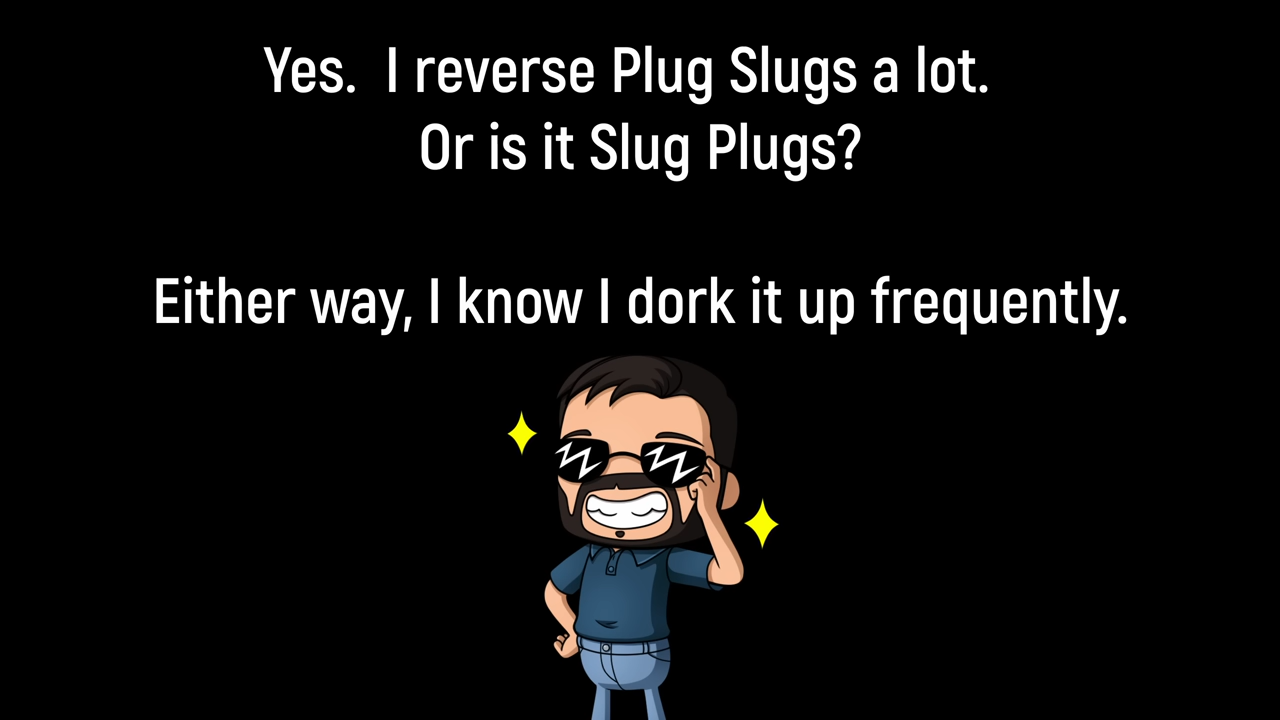 Yes.  I reverse Plug Slugs a lot.
Or is it Slug Plugs?
Either way, I know I dork it up frequently.